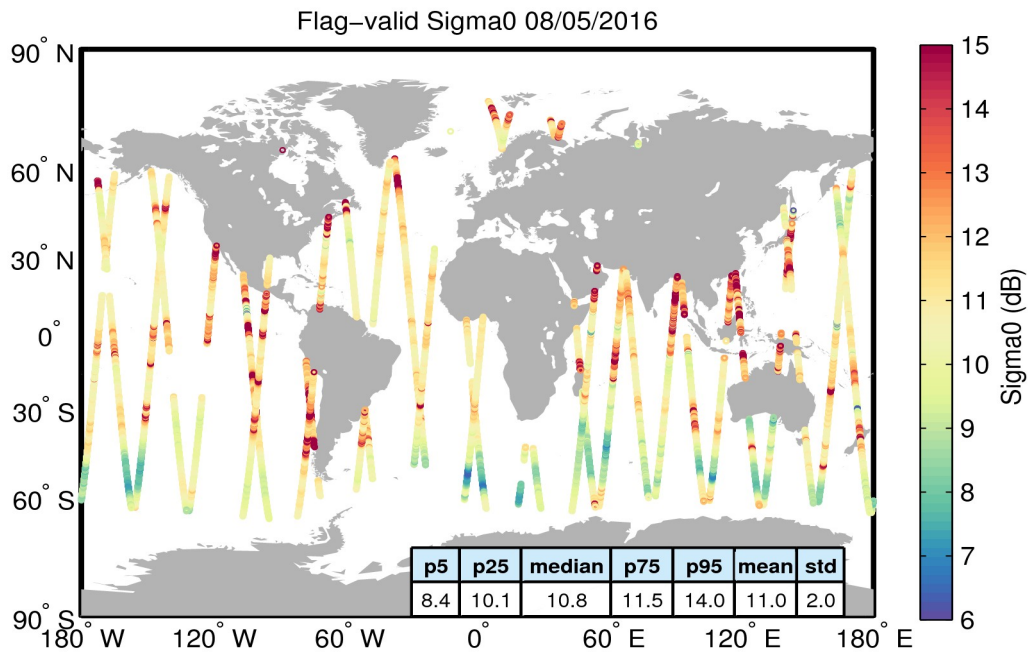 Flag−valid Sigma0 08/05/2016
90° N
60° N
30° N
0°
30° S
60° S
90° S
180° W
120° W
60° W
0°
60° E
120° E
180° E
p5 p25 median p75 p95 mean std
8.4 10.1 10.8 11.5 14.0 11.0 2.0
15
14
13
12
11
10
9
8
7
6
Sigma0 (dB)